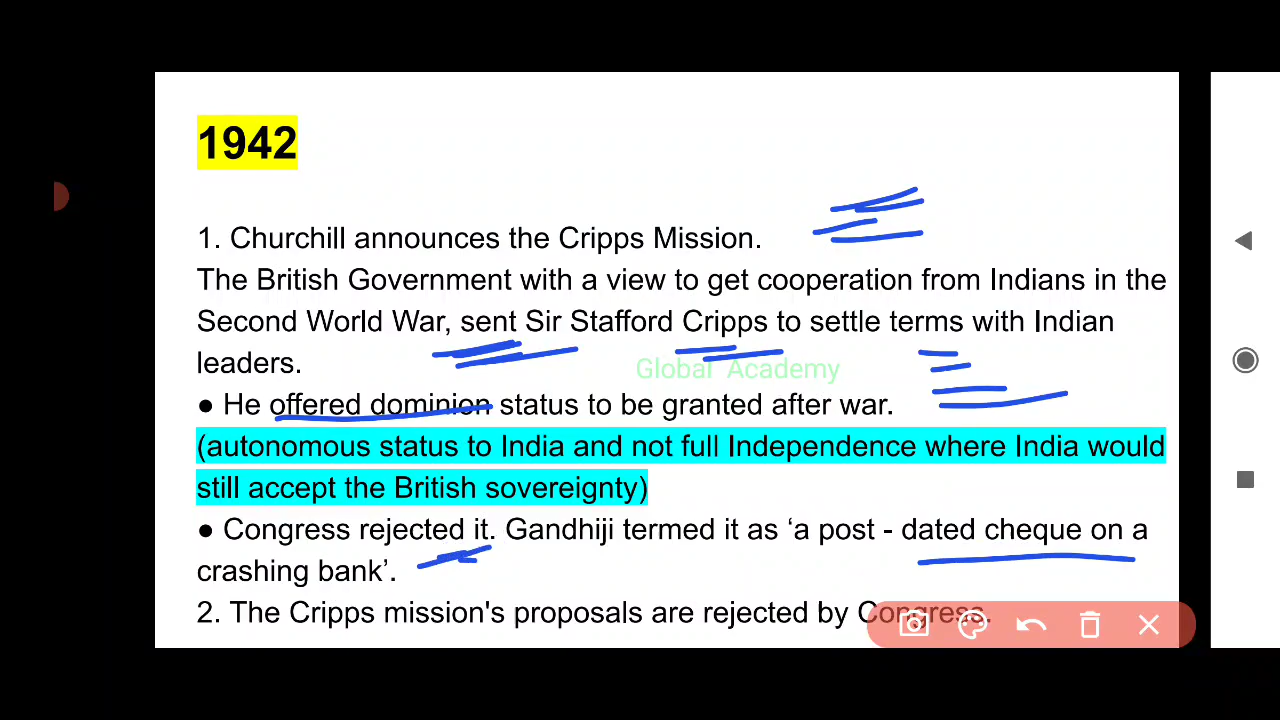 1942
1. Churchill announces the Cripps Mission.
The British Government with a view to get cooperation from Indians in the
Second World War, sent Sir Stafford Cripps to settle terms with Indian
leaders.
Global Academy
● He offered dominion status to be granted after war.
(autonomous status to India and not full Independence where India would
still accept the British sovereignty)
● Congress rejected it. Gandhiji termed it as ‘a post - dated cheque on a
crashing bank’.
2. The Cripps mission's proposals are rejected by Congress.